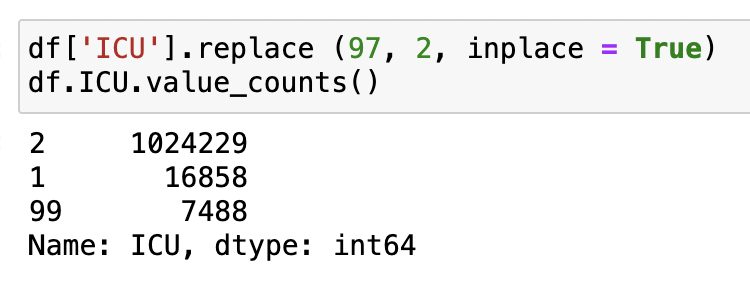 df['ICU'].replace (97, 2, inplace = True)
df.ICU.value_counts()
2     1024229
1       16858
99       7488
Name: ICU, dtype: int64